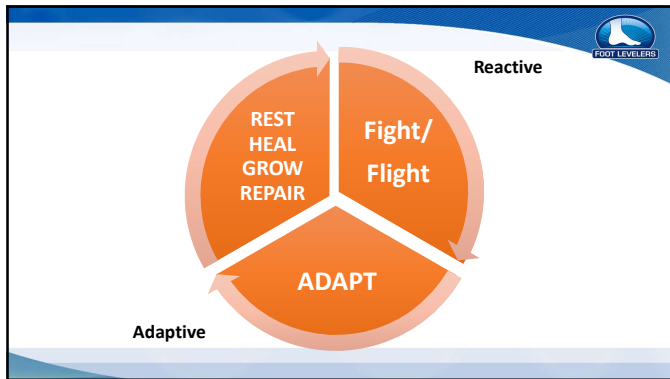 FOOT LEVELERS
Reactive
REST
HEAL
GROW
REPAIR
Fight/
Flight
ADAPT
Adaptive